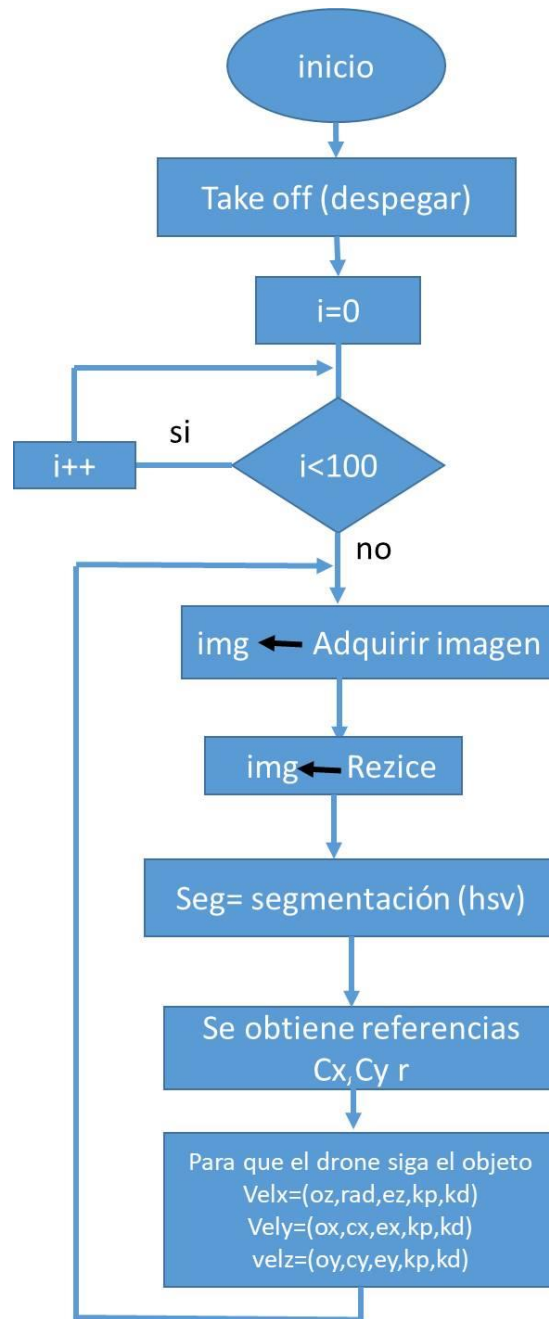 inicio
Take off (despegar)
i=0
si
i++
i<100
no
img Adquirir imagen
img Rezice
Seg= segmentación (hsv)
Se obtiene referencias
Cx,Cy r
Para que el drone siga el objeto
Velx=(oz,rad,ez,kp,kd)
Vely=(ox,cx,ex,kp,kd)
velz=(oy,cy,ey,kp,kd)